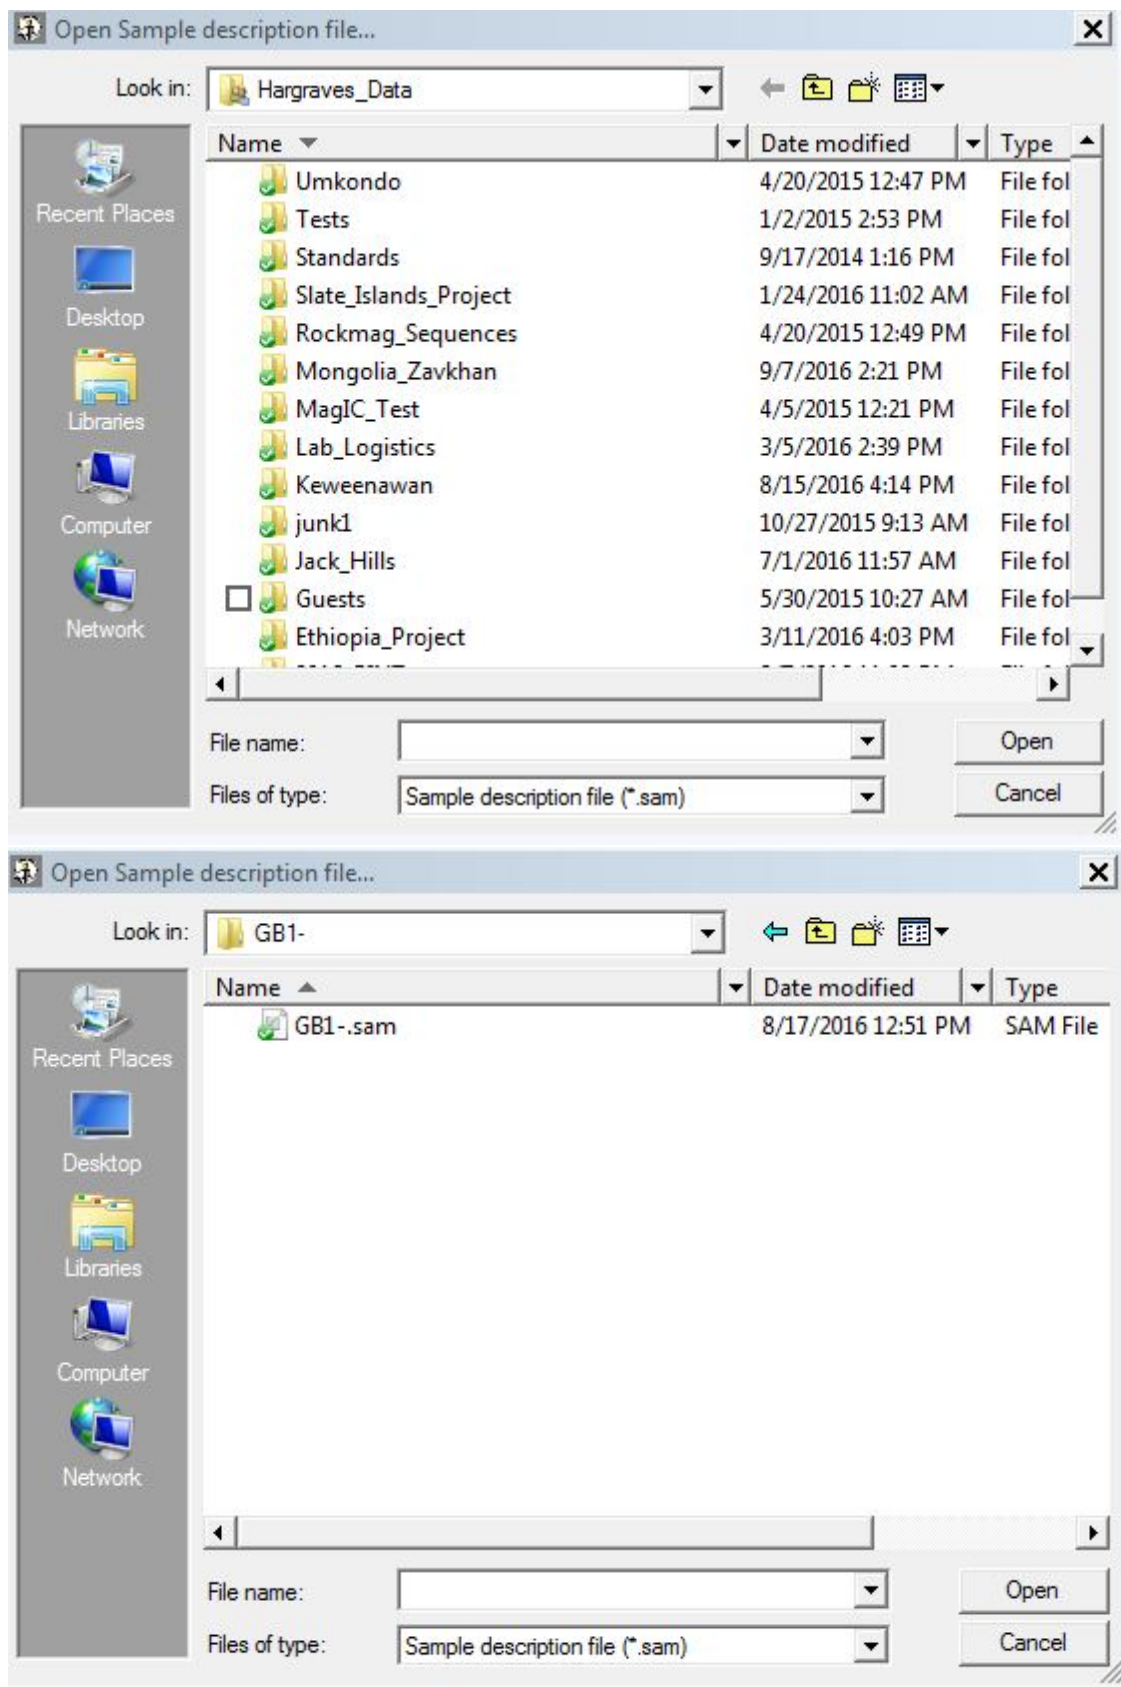 Open Sample description file...
Look in: Hargraves_Data
Name Date modified Type
Recent Places
Desktop
Libraries
Computer
Network
Umkondo 4/20/2015 12:47 PM File fol
Tests 1/2/2015 2:53 PM File fol
Standards 9/17/2014 1:16 PM File fol
Slate_Islands_Project 1/24/2016 11:02 AM File fol
Rockmag_Sequences 4/20/2015 12:49 PM File fol
Mongolia_Zavkhan 9/7/2016 2:21 PM File fol
MagIC_Test 4/5/2015 12:21 PM File fol
Lab_Logistics 3/5/2016 2:39 PM File fol
Keweenawan 8/15/2016 4:14 PM File fol
junk1 10/27/2015 9:13 AM File fol
Jack_Hills 7/1/2016 11:57 AM File fol
Guests 5/30/2015 10:27 AM File fol
Ethiopia_Project 3/11/2016 4:03 PM File fol
File name: Open
Files of type: Sample description file (*.sam) Cancel
Open Sample description file...
Look in: GB1-
Name Date modified Type
GB1-.sam 8/17/2016 12:51 PM SAM File
Recent Places
Desktop
Libraries
Computer
Network
File name: Open
Files of type: Sample description file (*.sam) Cancel